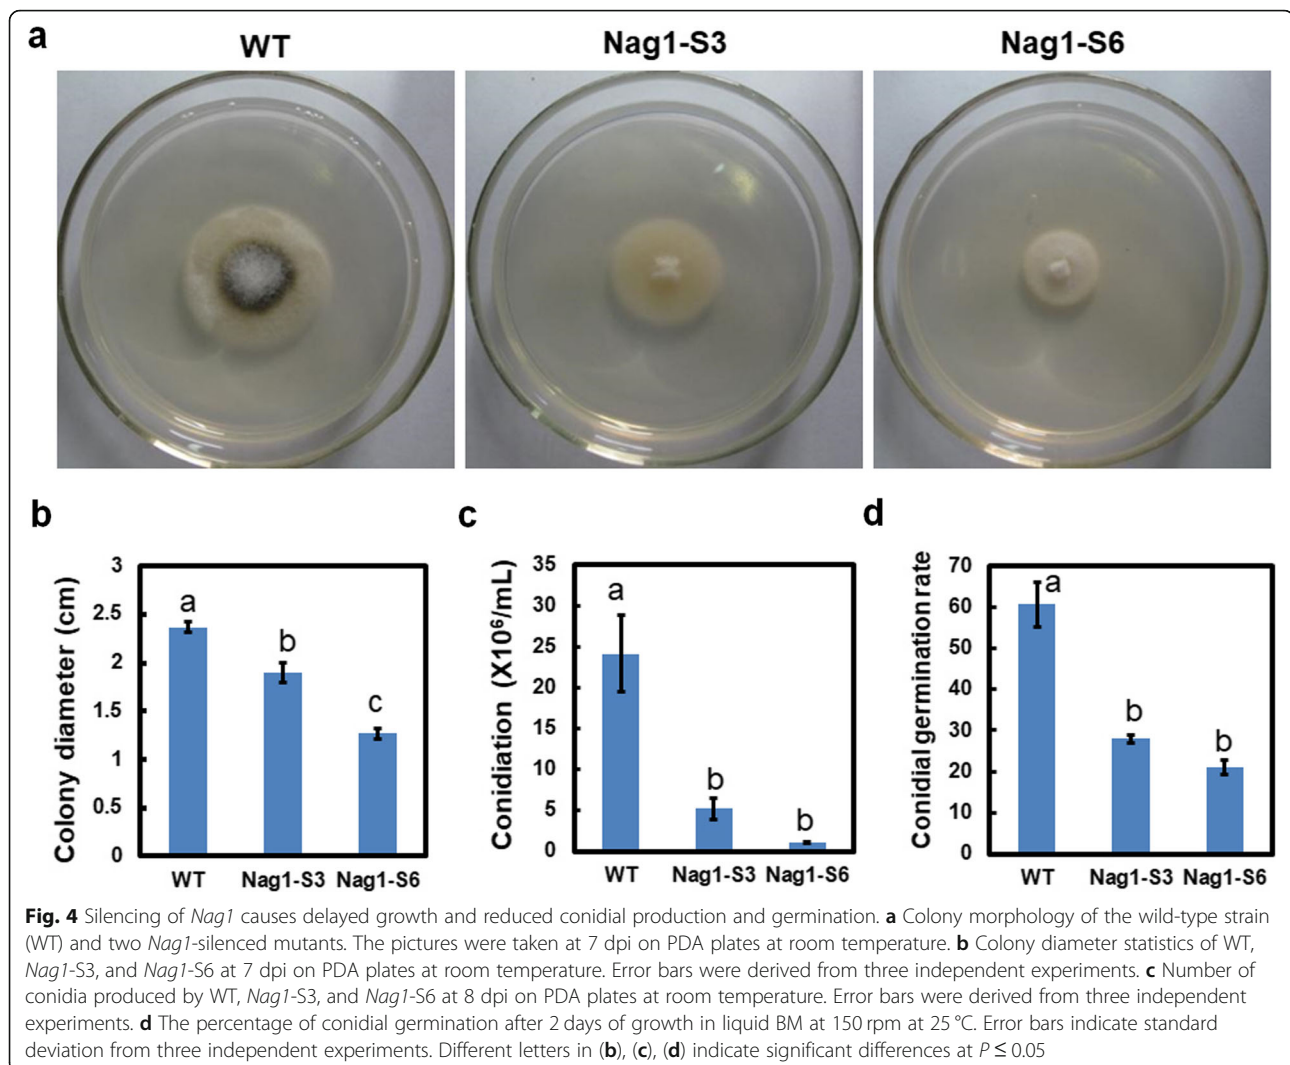 a
WT
Nag1-S3
Nag1-S6
b
Colony diameter (cm)
3
2.5
2
1.5
1
0.5
0
a
b
c
WT
Nag1-S3
Nag1-S6
c
Conidiation (X10⁶/mL)
35
30
25
20
15
10
5
0
a
b
b
WT
Nag1-S3
Nag1-S6
d
Conidial germination rate
70
60
50
40
30
20
10
0
a
b
b
WT
Nag1-S3
Nag1-S6
Fig. 4 Silencing of Nag1 causes delayed growth and reduced conidial production and germination. a Colony morphology of the wild-type strain
(WT) and two Nag1-silenced mutants. The pictures were taken at 7 dpi on PDA plates at room temperature. b Colony diameter statistics of WT,
Nag1-S3, and Nag1-S6 at 7 dpi on PDA plates at room temperature. Error bars were derived from three independent experiments. c Number of
conidia produced by WT, Nag1-S3, and Nag1-S6 at 8 dpi on PDA plates at room temperature. Error bars were derived from three independent
experiments. d The percentage of conidial germination after 2 days of growth in liquid BM at 150 rpm at 25 °C. Error bars indicate standard
deviation from three independent experiments. Different letters in (b), (c), (d) indicate significant differences at P ≤ 0.05